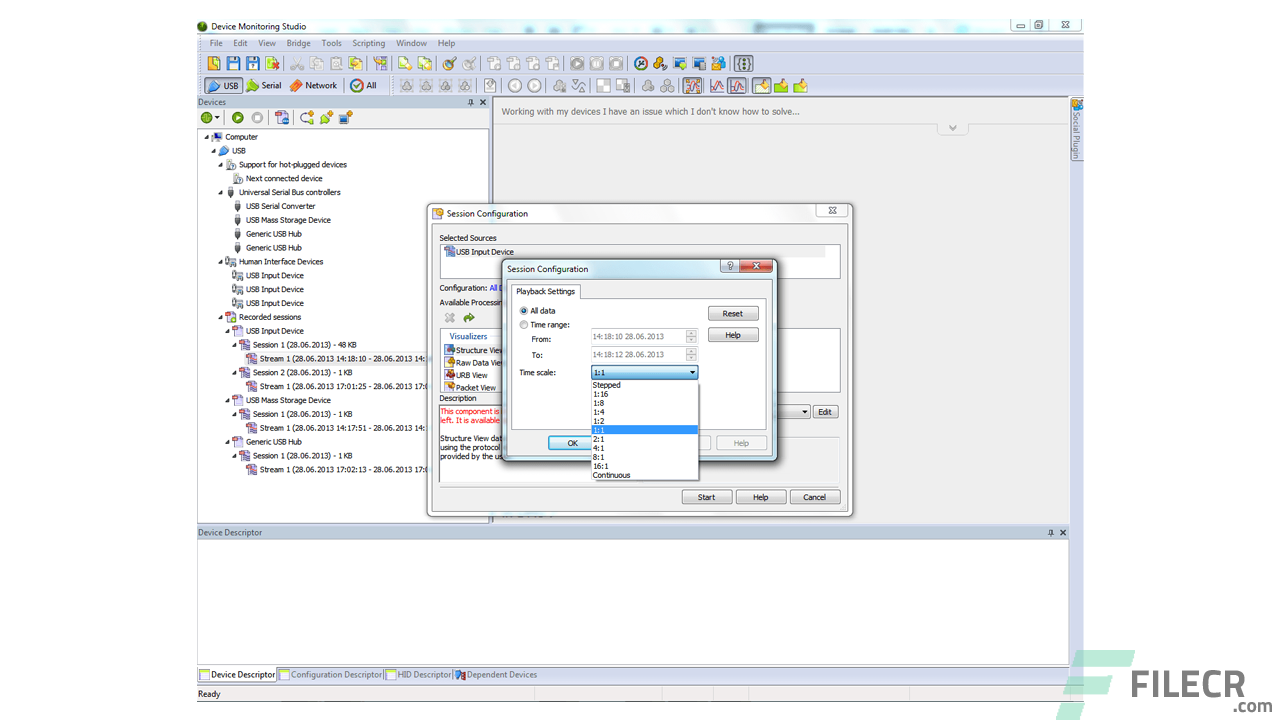 Device Monitoring Studio
File Edit View Bridge Tools Scripting Window Help
USB Serial Network All
Devices
Working with my devices I have an issue which I don't know how to solve...
Social Plugin
Computer
USB
Support for hot-plugged devices
Next connected device
Universal Serial Bus controllers
USB Serial Converter
USB Mass Storage Device
Generic USB Hub
Generic USB Hub
Human Interface Devices
USB Input Device
USB Input Device
USB Input Device
Recorded sessions
USB Input Device
Session 1 (28.06.2013) - 48 KB
Stream 1 (28.06.2013 14:18:10 - 28.06.2013 14:
Session 2 (28.06.2013) - 1 KB
Stream 1 (28.06.2013 17:01:25 - 28.06.2013 17:0
USB Mass Storage Device
Session 1 (28.06.2013) - 1 KB
Stream 1 (28.06.2013 14:17:51 - 28.06.2013 14:
Generic USB Hub
Session 1 (28.06.2013) - 1 KB
Stream 1 (28.06.2013 17:02:13 - 28.06.2013 17:0
Session Configuration
Selected Sources
USB Input Device
Configuration: All D
Available Processin
Visualizers
Structure View
Raw Data View
URB View
Packet View
Description
This component is
left. It is available
Structure View dat
using the protocol
provided by the us
Edit
Start Help Cancel
Session Configuration
Playback Settings
All data
Time range:
From: 14:18:10 28.06.2013
To: 14:18:12 28.06.2013
Time scale: 1:1
Reset
Help
Stepped
1:16
1:8
1:4
1:2
1:1
2:1
4:1
8:1
16:1
Continuous
OK Help
Device Descriptor
Device Descriptor Configuration Descriptor HID Descriptor Dependent Devices
Ready
FILECR
.com